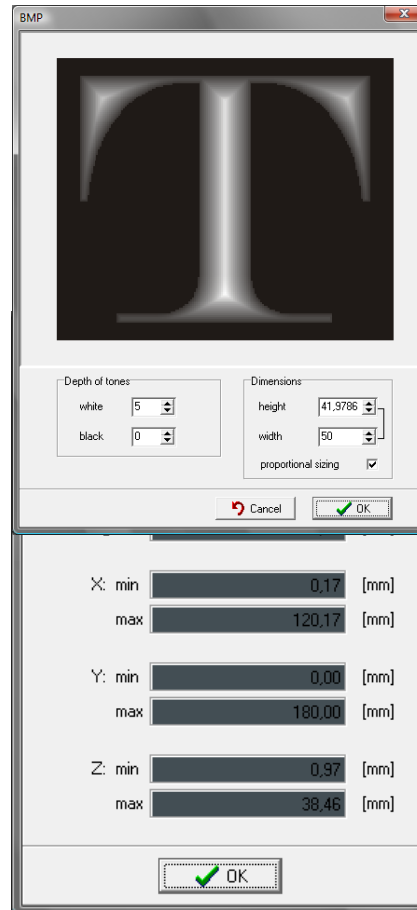 BMP
T
Depth of tones
white 5
black 0
Dimensions
height 41,9786
width 50
proportional sizing
Cancel
OK
X: min 0,17 [mm]
max 120,17 [mm]
Y: min 0,00 [mm]
max 180,00 [mm]
Z: min 0,97 [mm]
max 38,46 [mm]
OK